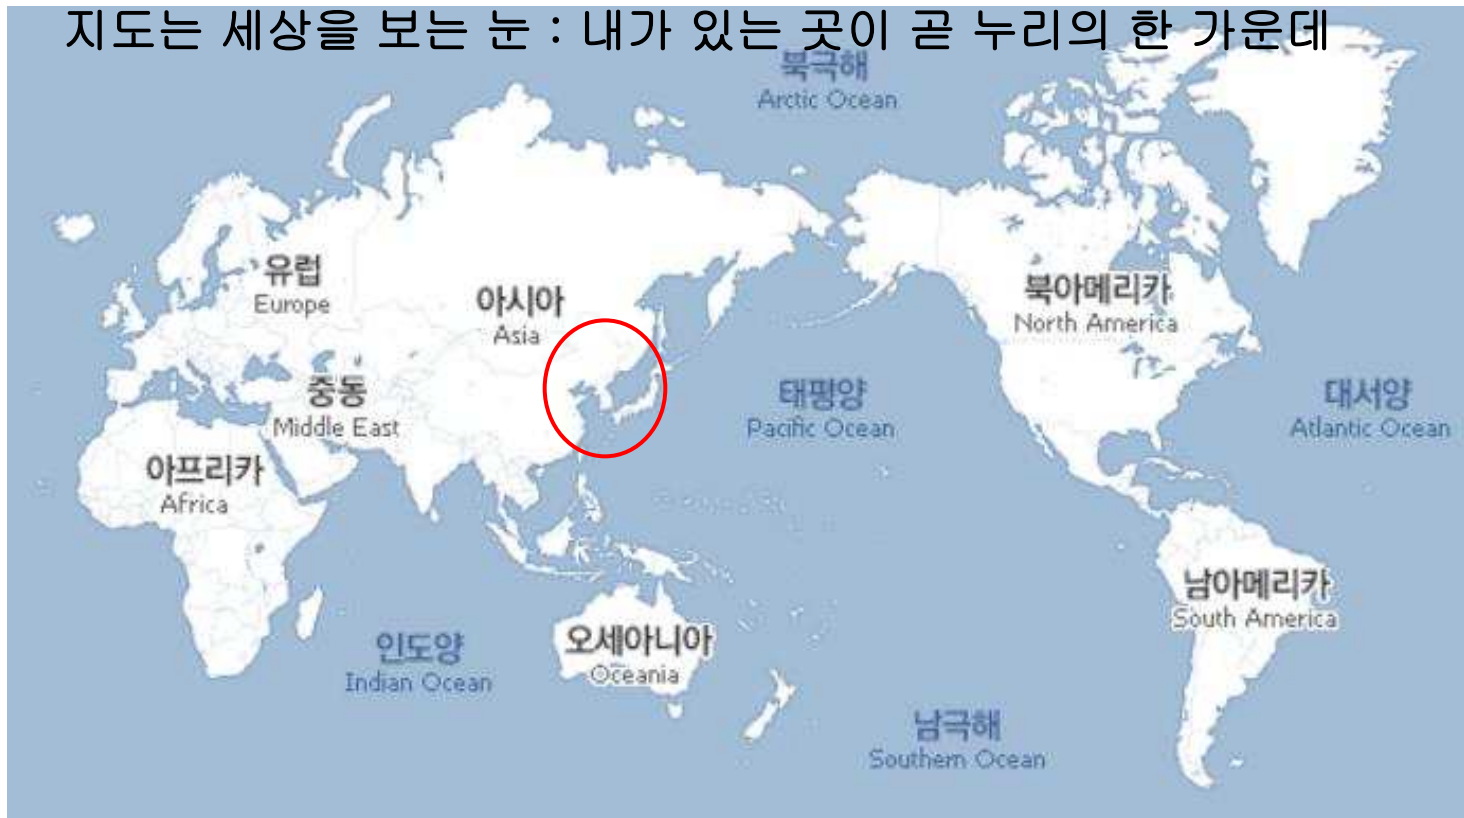 지도는 세상을 보는 눈 : 내가 있는 곳이 곧 누리의 한 가운데
북극해
Arctic Ocean
유럽
Europe
아시아
Asia
북아메리카
North America
중동
Middle East
태평양
Pacific Ocean
대서양
Atlantic Ocean
아프리카
Africa
남아메리카
South America
인도양
Indian Ocean
오세아니아
Oceania
남극해
Southern Ocean